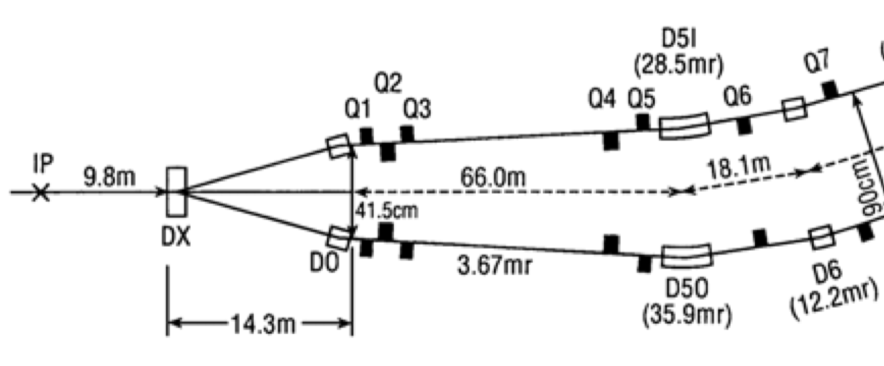 D5I
(28.5mr)
Q7
Q2
Q1
Q3
Q4
Q5
Q6
IP
9.8m
66.0m
18.1m
90cm
41.5cm
DX
DO
3.67mr
D5O
(35.9mr)
D6
(12.2mr)
14.3m